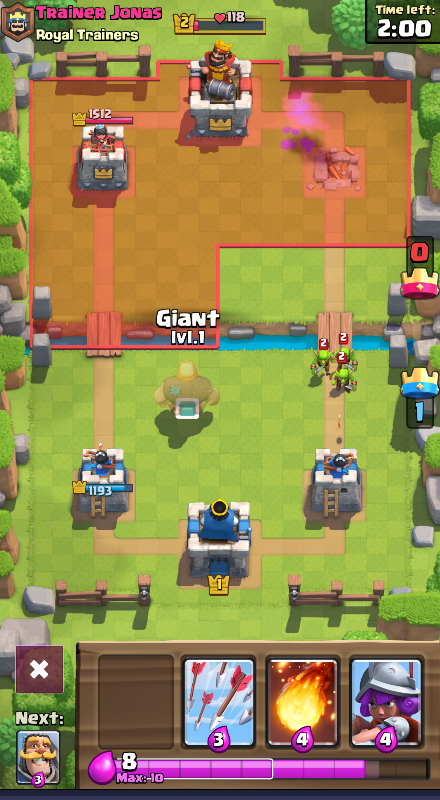 Trainer Jonas
Royal Trainers
2
118
Time left:
2:00
1512
0
Giant
lvl.1
2
2
2
1
1193
1
Next:
3
3
4
4
8
Max:10